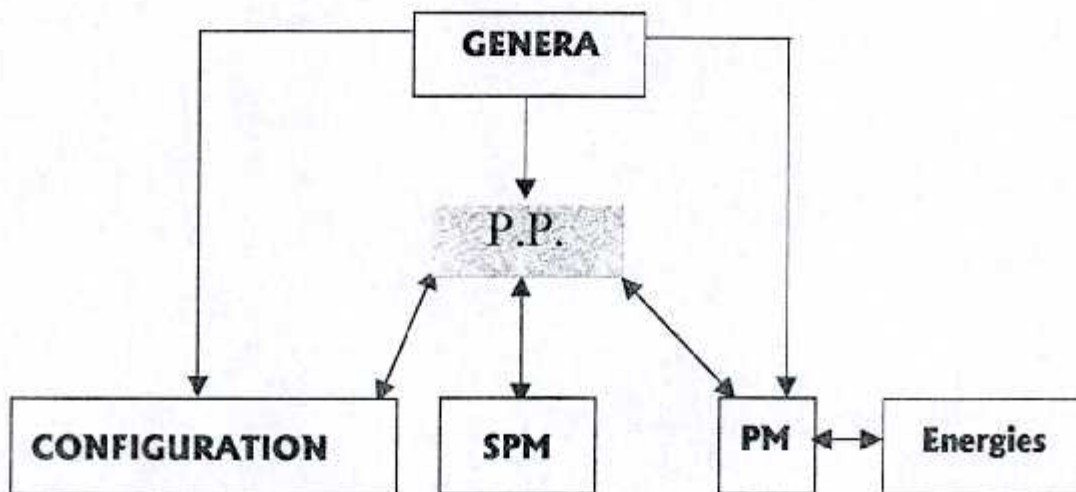 GENERA
P.P.
CONFIGURATION
SPM
PM
Energies